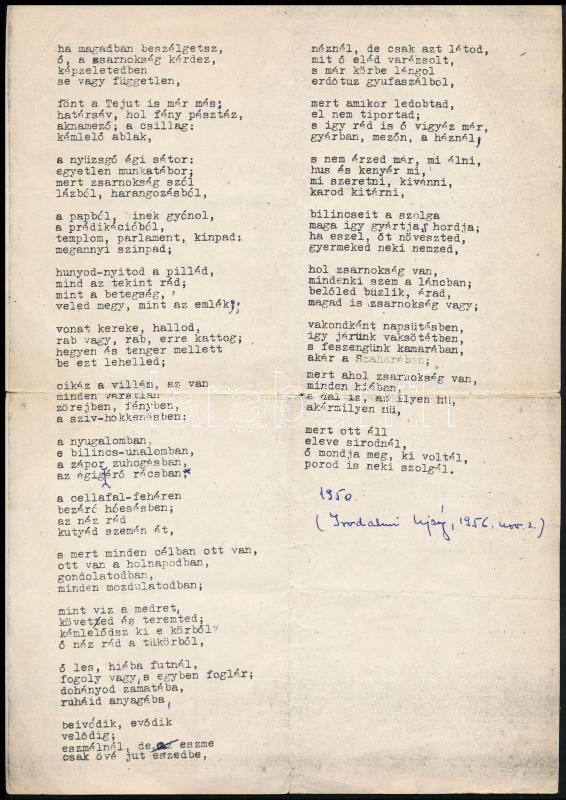 ha magadban beszélgetsz,
ő, a zsarnokság kérdez,
képzeletedben
se vagy független,

fönt a Tejut is már más;
határsáv, hol fény pásztáz,
aknamező; a csillag:
kémlelő ablak,

a nyüzsgő égi sátor:
egyetlen munkatábor;
mert zsarnokság szól
lázból, harangozásból,

a papból, inek gyónol,
a prédikációból,
templom, parlament, kinpad:
megannyi szinpad;

hunyod-nyitod a pillád,
mind az tekint rád;
mint a betegség,
veled megy, mint az emlék;

vonat kereke, hallod,
rab vagy, rab, erre kattog;
hegyen és tenger mellett
be ezt lehelled;

cikáz a villám, az van
minden váratlan
zörejben, fényben,
a sziv-hökkenésben;

a nyugalomban,
e bilincs-unalomban,
a zápor zuhogásban,
az égigérő rácsban,

a cellafal-fehéren
bezáró hóesésben;
az néz rád
kutyád szemén át,

s mert minden célban ott van,
ott van a holnapodban,
gondolatodban,
minden mozdulatodban;

mint viz a medret,
követed és teremted;
kémlelődsz ki e körből?
ő néz rád a tükörből,

ő les, hiába futnál,
fogoly vagy, s egyben foglár;
dohányod zamatába,
ruháid anyagába,

beivódik, evődik
velődig;
eszmélnél, de az eszme
csak övé jut eszedbe,

néznél, de csak azt látod,
mit ő eléd varázsolt,
s már körbe lángol
erdőtüz gyufaszálból,

mert amikor ledobtad,
el nem tiportad;
s igy rád is ő vigyáz már,
gyárban, mezőn, a háznál,

s nem érzed már, mi élni,
hus és kenyér mi,
mi szeretni, kivánni,
karod kitárni,

bilincseit a szolga
maga igy gyártja s hordja;
ha eszel, őt növeszted,
gyermeked neki nemzed,

hol zsarnokság van,
mindenki szem a láncban;
belőled büzlik, árad,
magad is zsarnokság vagy;

vakondként napsütésben,
igy járunk vaksötétben,
s feszengünk kamarában,
akár a Szaharában;

mert ahol zsarnokság van,
minden hiában,
s dal is, az ilyen hü,
akármilyen mü,

mert ott áll
eleve sirodnál,
ő mondja meg, ki voltál,
porod is neki szolgál.

1950.
(Irodalmi Ujság, 1956. nov. 2.)